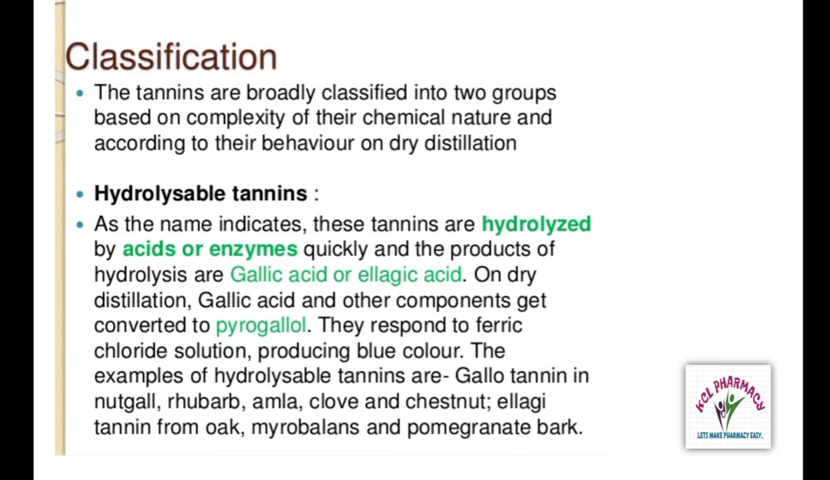 Classification
• The tannins are broadly classified into two groups
based on complexity of their chemical nature and
according to their behaviour on dry distillation
• Hydrolysable tannins :
• As the name indicates, these tannins are hydrolyzed
by acids or enzymes quickly and the products of
hydrolysis are Gallic acid or ellagic acid. On dry
distillation, Gallic acid and other components get
converted to pyrogallol. They respond to ferric
chloride solution, producing blue colour. The
examples of hydrolysable tannins are- Gallo tannin in
nutgall, rhubarb, amla, clove and chestnut; ellagi
tannin from oak, myrobalans and pomegranate bark.
KCL PHARMACY
LETS MAKE PHARMACY EASY.